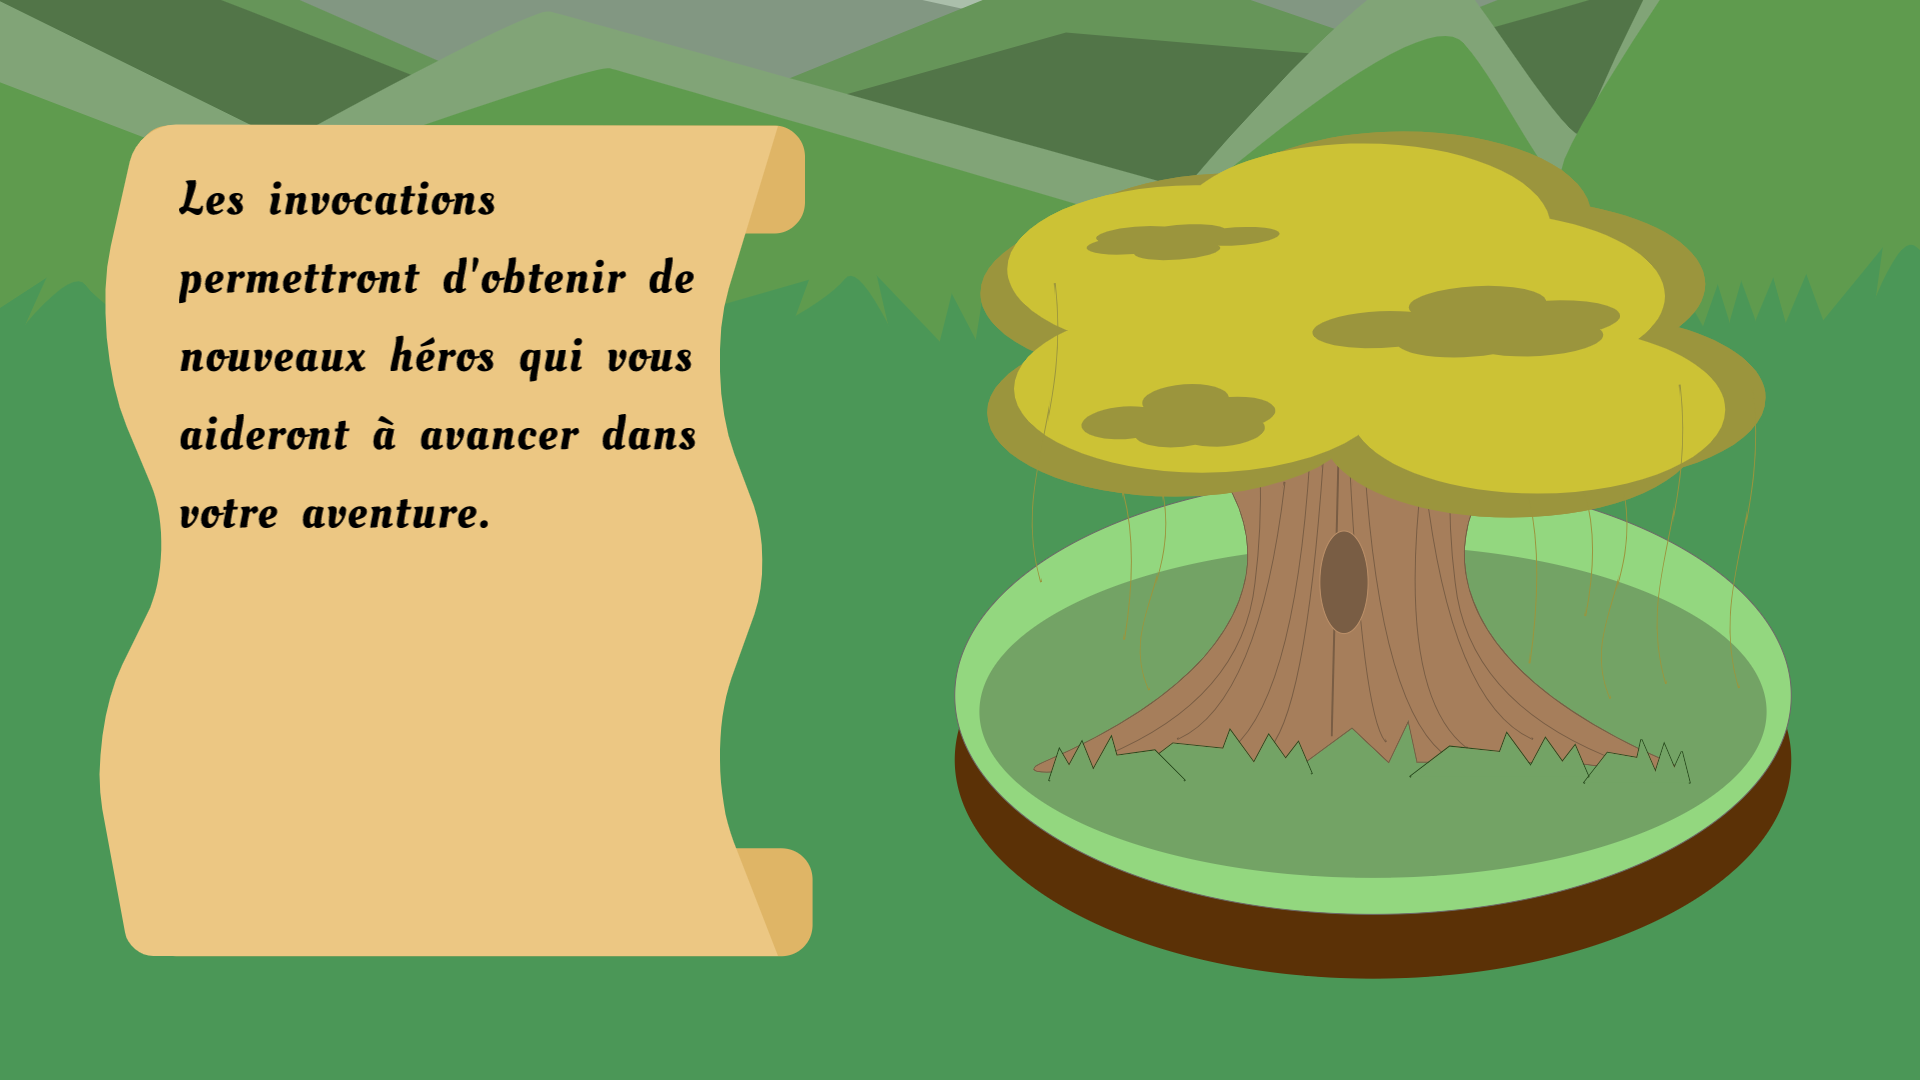 Les invocations
permettront d'obtenir de
nouveaux héros qui vous
aideront à avancer dans
votre aventure.